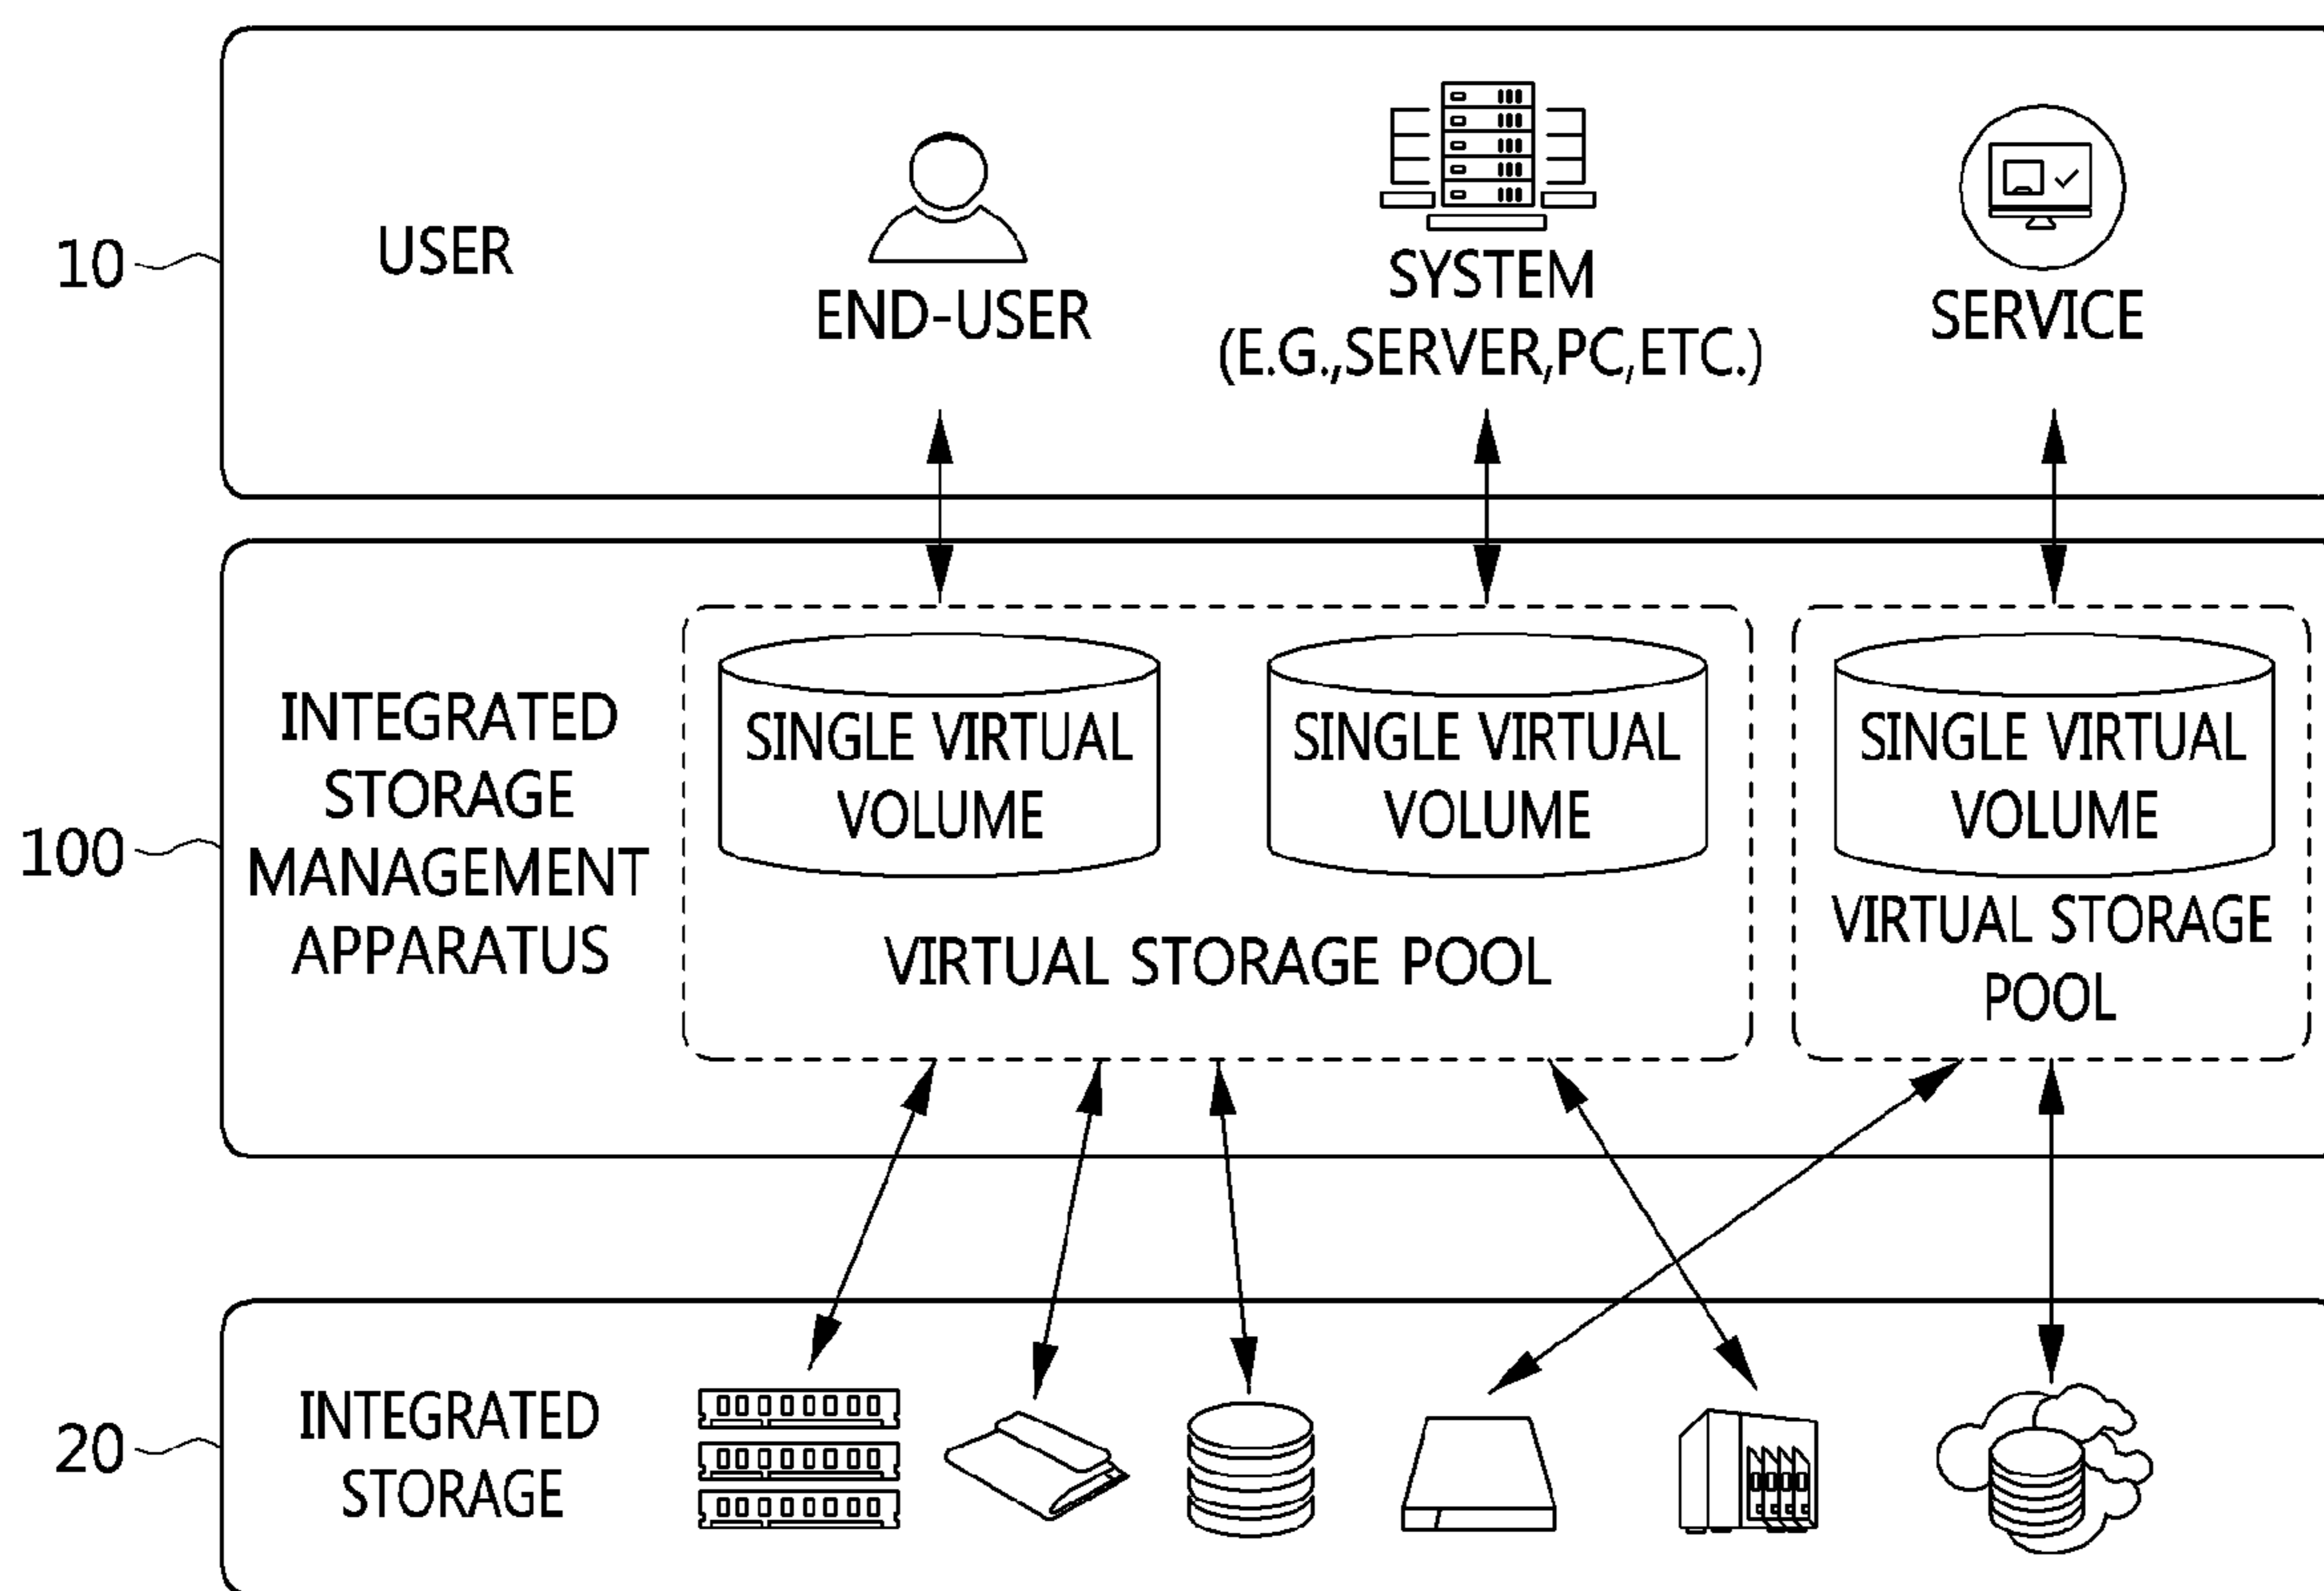 10
USER
END-USER
SYSTEM
(E.G.,SERVER,PC,ETC.)
SERVICE
100
INTEGRATED
STORAGE
MANAGEMENT
APPARATUS
SINGLE VIRTUAL
VOLUME
SINGLE VIRTUAL
VOLUME
VIRTUAL STORAGE POOL
SINGLE VIRTUAL
VOLUME
VIRTUAL STORAGE
POOL
20
INTEGRATED
STORAGE